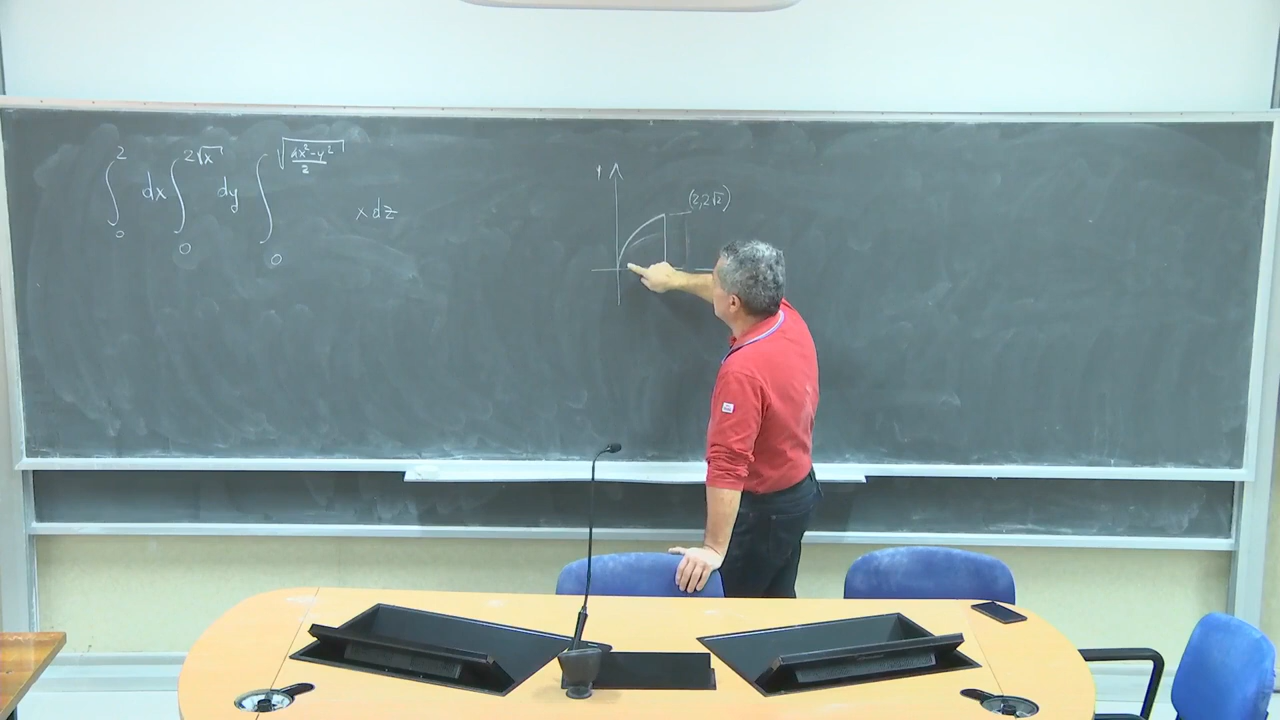 ∫₀² dx ∫₀^{2√x} dy ∫₀^{√((4x²-y²)/2)} x dz
y
(2,2√2)